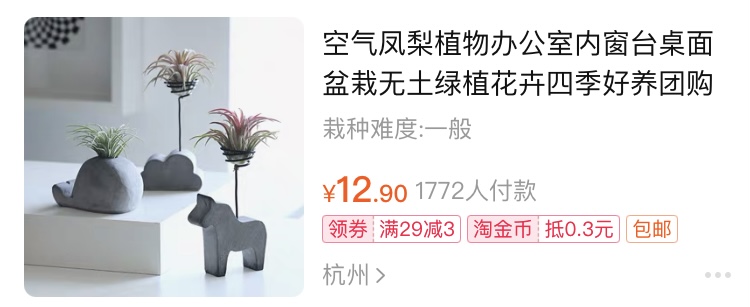 空气凤梨植物办公室内窗台桌面
盆栽无土绿植花卉四季好养团购
栽种难度:一般
¥12.90 1772人付款
领券 满29减3 淘金币 抵0.3元 包邮
杭州